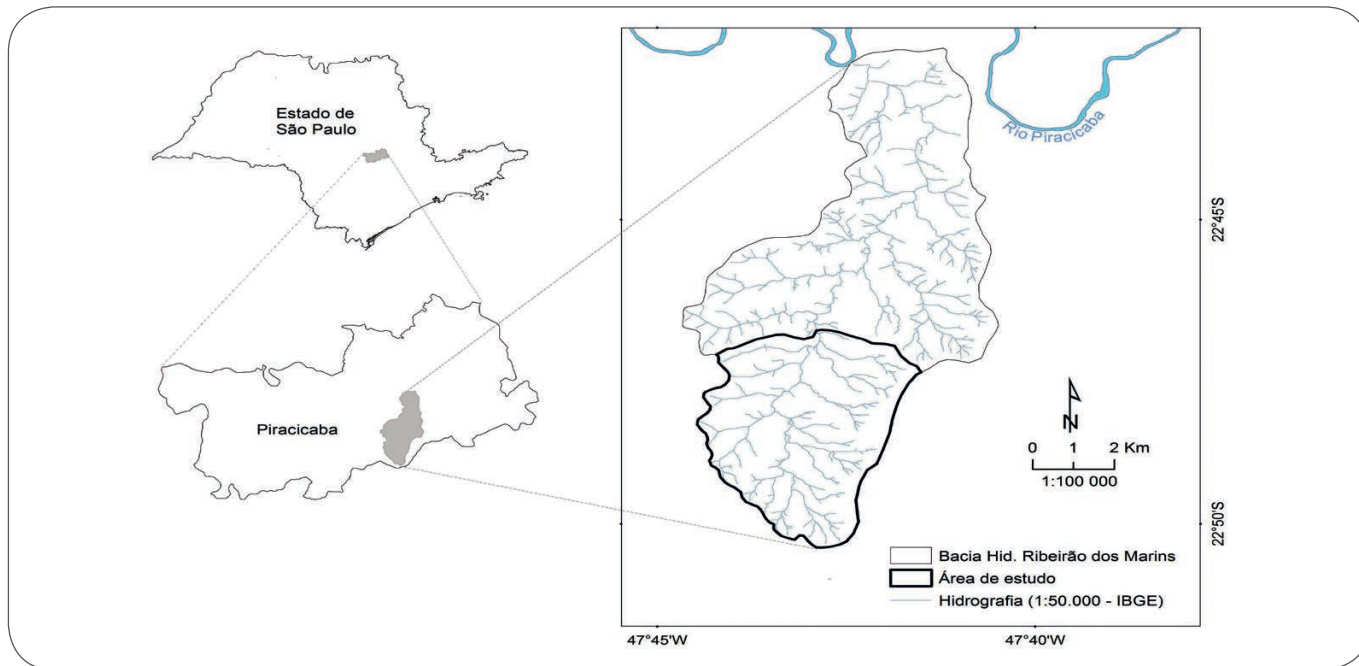 Estado de
São Paulo
Piracicaba
Rio Piracicaba
22°45'S
22°50'S
N
0 1 2 Km
1:100 000
Bacia Hid. Ribeirão dos Marins
Área de estudo
Hidrografia (1:50.000 - IBGE)
47°45'W 47°40'W